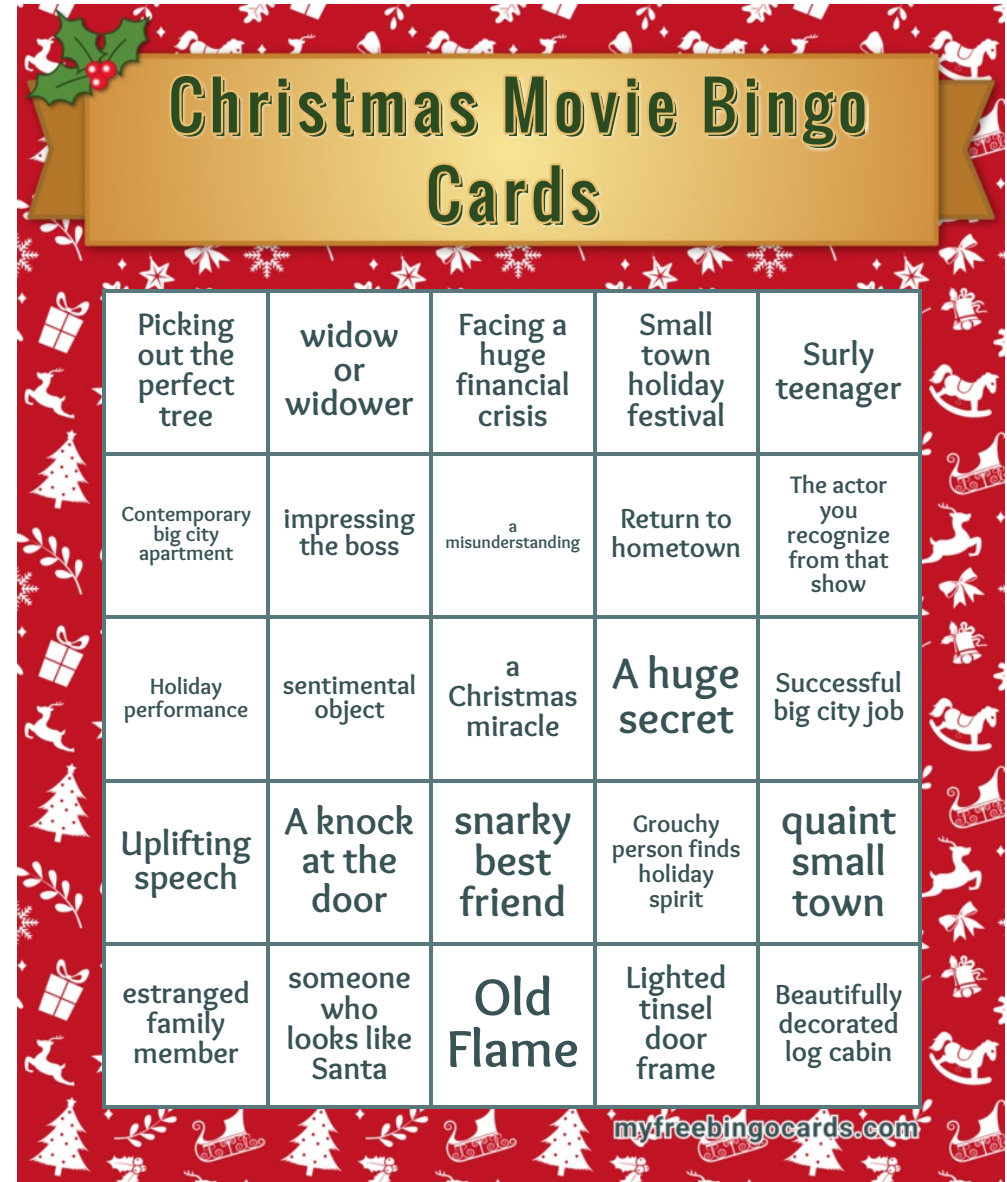 Christmas Movie Bingo
Cards
Picking
out the
perfect
tree
widow
or
widower
Facing a
huge
financial
crisis
Small
town
holiday
festival
Surly
teenager
Contemporary
big city
apartment
impressing
the boss
a
misunderstanding
Return to
hometown
The actor
you
recognize
from that
show
Holiday
performance
sentimental
object
a
Christmas
miracle
A huge
secret
Successful
big city job
Uplifting
speech
A knock
at the
door
snarky
best
friend
Grouchy
person finds
holiday
spirit
quaint
small
town
estranged
family
member
someone
who
looks like
Santa
Old
Flame
Lighted
tinsel
door
frame
Beautifully
decorated
log cabin
myfreebingocards.com